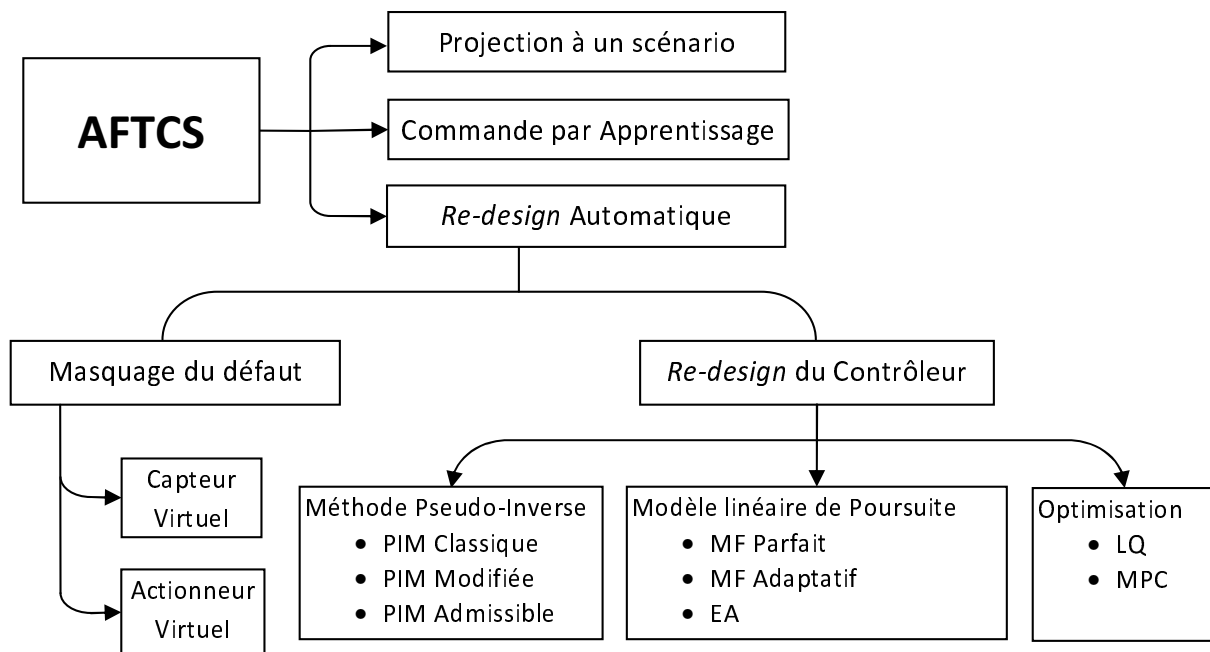 AFTCS
Projection à un scénario
Commande par Apprentissage
Re-design Automatique
Masquage du défaut
Capteur
Virtuel
Actionneur
Virtuel
Re-design du Contrôleur
Méthode Pseudo-Inverse
• PIM Classique
• PIM Modifiée
• PIM Admissible
Modèle linéaire de Poursuite
• MF Parfait
• MF Adaptatif
• EA
Optimisation
• LQ
• MPC